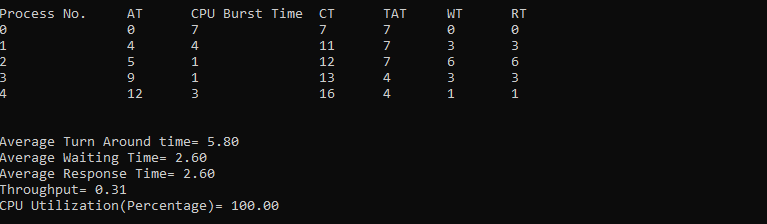 Process No. AT CPU Burst Time CT TAT WT RT
0 0 7 7 7 0 0
1 4 4 11 7 3 3
2 5 1 12 7 6 6
3 9 1 13 4 3 3
4 12 3 16 4 1 1
Average Turn Around time= 5.80
Average Waiting Time= 2.60
Average Response Time= 2.60
Throughput= 0.31
CPU Utilization(Percentage)= 100.00